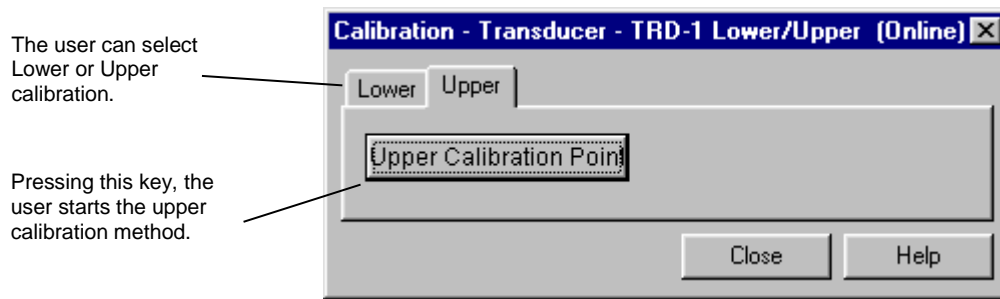 The user can select
Lower or Upper
calibration.
Pressing this key, the
user starts the upper
calibration method.
Calibration - Transducer - TRD-1 Lower/Upper (Online)
Lower Upper
Upper Calibration Poin
Close Help